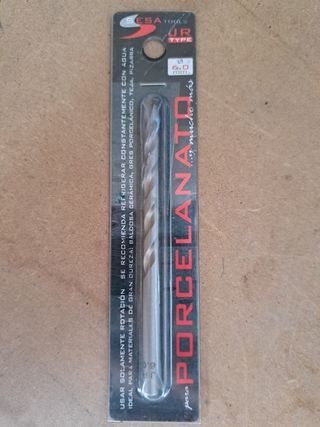 SESA TOOLS
UR
TYPE
Ø
6.0
mm.
para PORCELANATO
...y mucho más
USAR SOLAMENTE ROTACIÓN SE RECOMIENDA REFRIGERAR CONSTANTEMENTE CON AGUA
IDEAL PARA MATERIALES DE GRAN DUREZA: BALDOSA CERÁMICA, GRES PORCELÁNICO, TEJA, PIZARRA